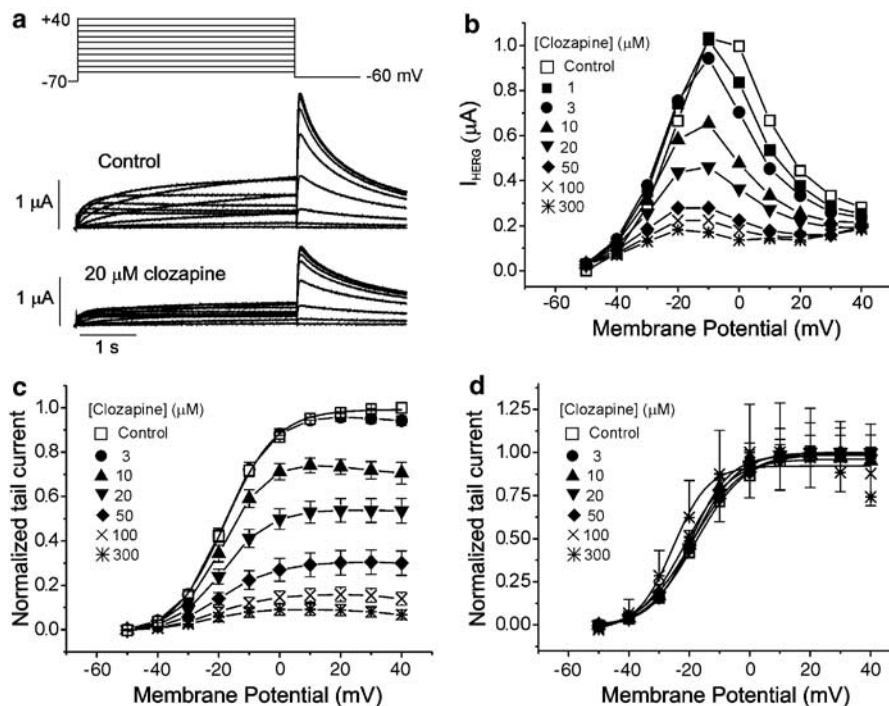 a
+40
-70
-60 mV
Control
1 µA
20 µM clozapine
1 µA
1 s
b
[Clozapine] (µM)
Control
1
3
10
20
50
100
300
I_HERG (µA)
1.0
0.8
0.6
0.4
0.2
0.0
-60 -40 -20 0 20 40
Membrane Potential (mV)
c
[Clozapine] (µM)
Control
3
10
20
50
100
300
Normalized tail current
1.0
0.8
0.6
0.4
0.2
0.0
-60 -40 -20 0 20 40
Membrane Potential (mV)
d
[Clozapine] (µM)
Control
3
10
20
50
100
300
Normalized tail current
1.25
1.00
0.75
0.50
0.25
0.00
-60 -40 -20 0 20 40
Membrane Potential (mV)